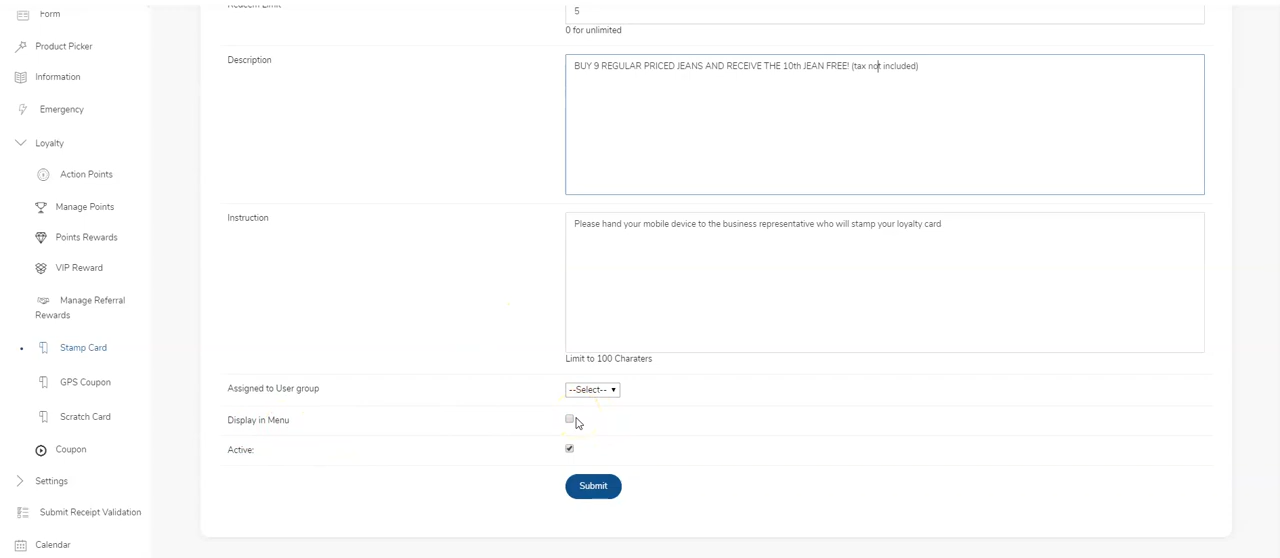 Form
Product Picker
Information
Emergency
Loyalty
Action Points
Manage Points
Points Rewards
VIP Reward
Manage Referral
Rewards
Stamp Card
GPS Coupon
Scratch Card
Coupon
Settings
Submit Receipt Validation
Calendar
Redeem Limit
5
0 for unlimited
Description
BUY 9 REGULAR PRICED JEANS AND RECEIVE THE 10th JEAN FREE! (tax not included)
Instruction
Please hand your mobile device to the business representative who will stamp your loyalty card
Limit to 100 Charaters
Assigned to User group
--Select--
Display in Menu
Active:
Submit